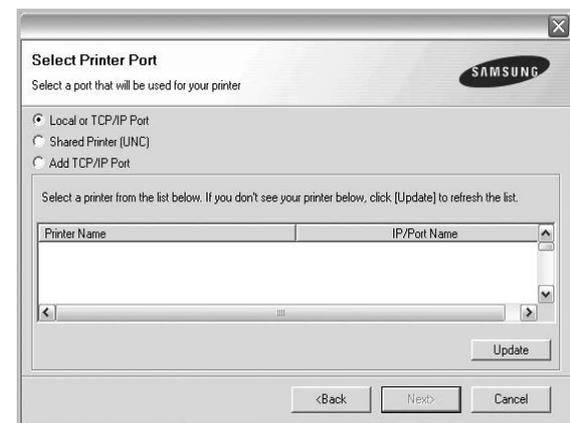 Select Printer Port
Select a port that will be used for your printer
SAMSUNG
Local or TCP/IP Port
Shared Printer (UNC)
Add TCP/IP Port
Select a printer from the list below. If you don't see your printer below, click [Update] to refresh the list.
Printer Name IP/Port Name
Update
<Back Next> Cancel